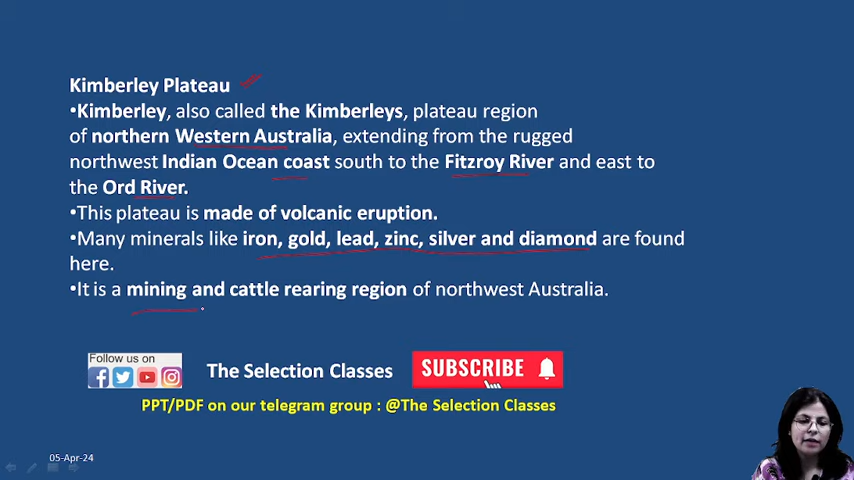 Kimberley Plateau
•Kimberley, also called the Kimberleys, plateau region
of northern Western Australia, extending from the rugged
northwest Indian Ocean coast south to the Fitzroy River and east to
the Ord River.
•This plateau is made of volcanic eruption.
•Many minerals like iron, gold, lead, zinc, silver and diamond are found
here.
•It is a mining and cattle rearing region of northwest Australia.
Follow us on
The Selection Classes
SUBSCRIBE
PPT/PDF on our telegram group : @The Selection Classes
05-Apr-24